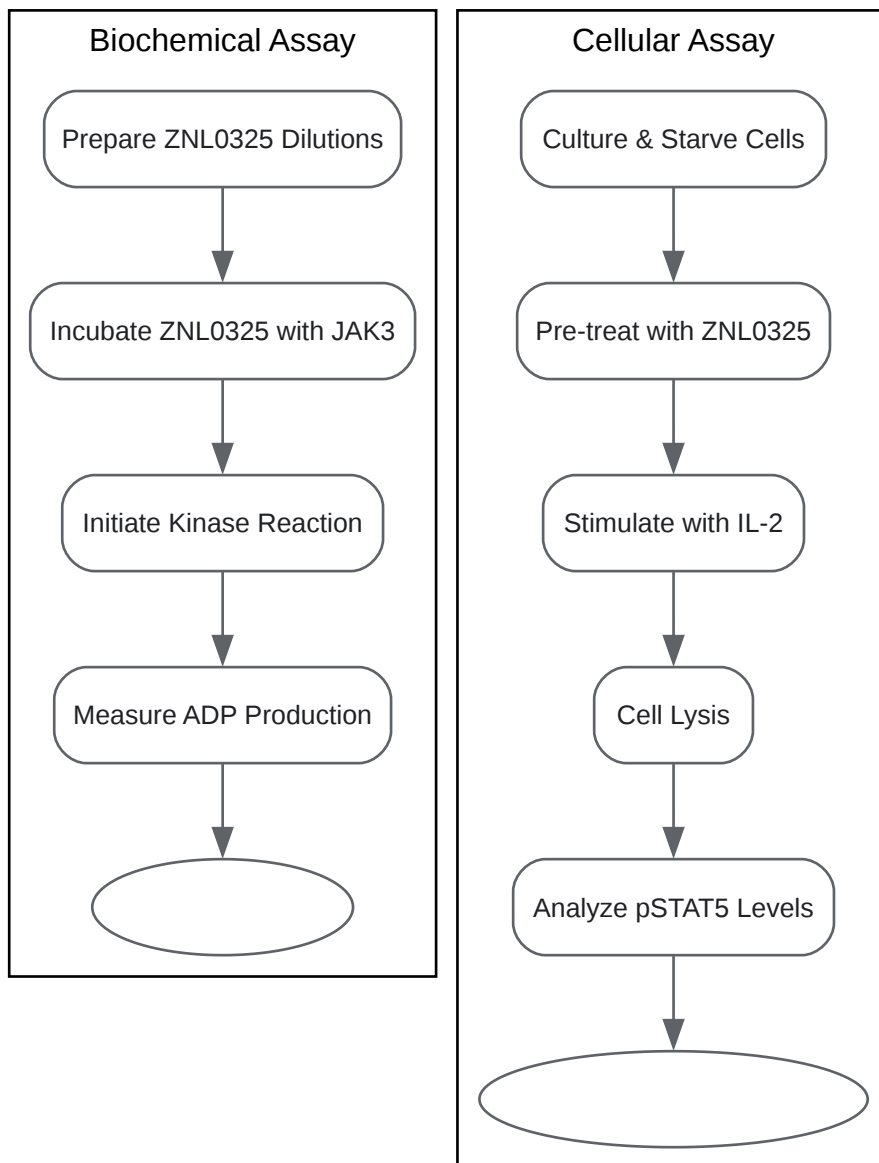 Biochemical Assay
Prepare ZNL0325 Dilutions
Incubate ZNL0325 with JAK3
Initiate Kinase Reaction
Measure ADP Production
Cellular Assay
Culture & Starve Cells
Pre-treat with ZNL0325
Stimulate with IL-2
Cell Lysis
Analyze pSTAT5 Levels